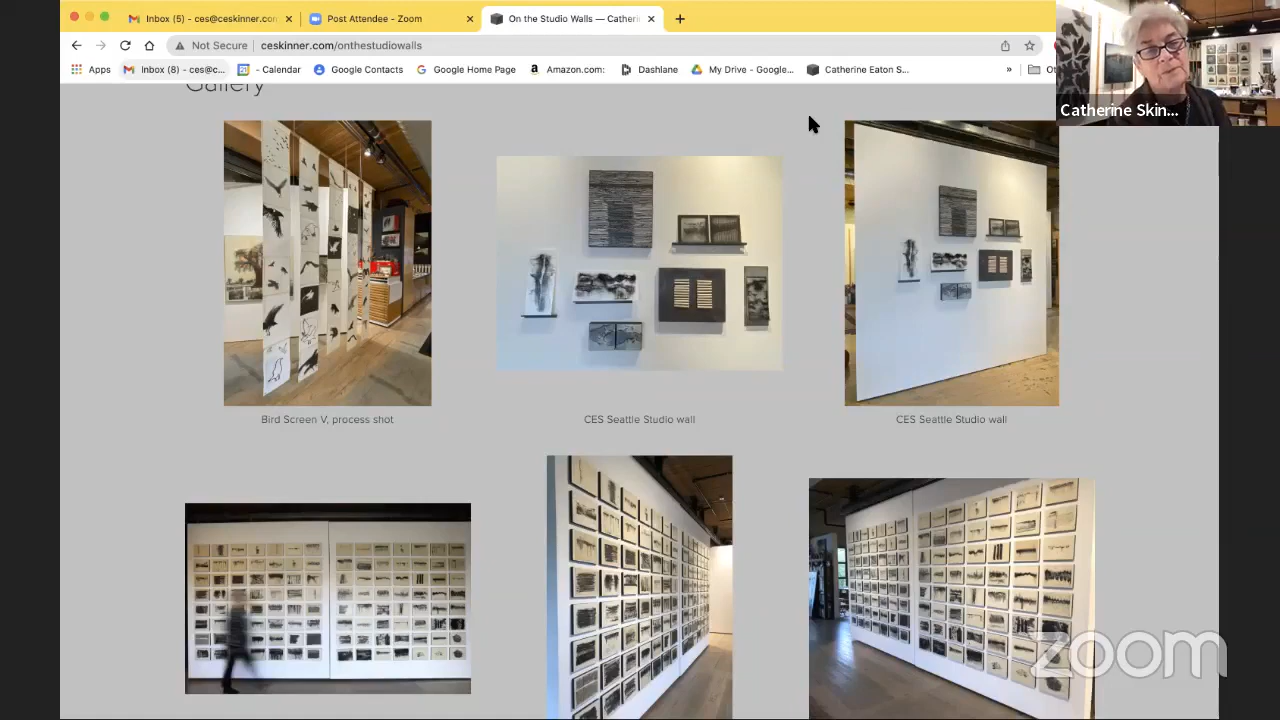 Inbox (5) - ces@ceskinner.con
Post Attendee - Zoom
On the Studio Walls — Catheri
Not Secure
ceskinner.com/onthestudiowalls
Apps
Inbox (8) - ces@c...
- Calendar
Google Contacts
Google Home Page
Amazon.com:
Dashlane
My Drive - Google...
Catherine Eaton S...
»
Ot
Catherine Skin...
Gallery
Bird Screen V, process shot
CES Seattle Studio wall
CES Seattle Studio wall
zoom